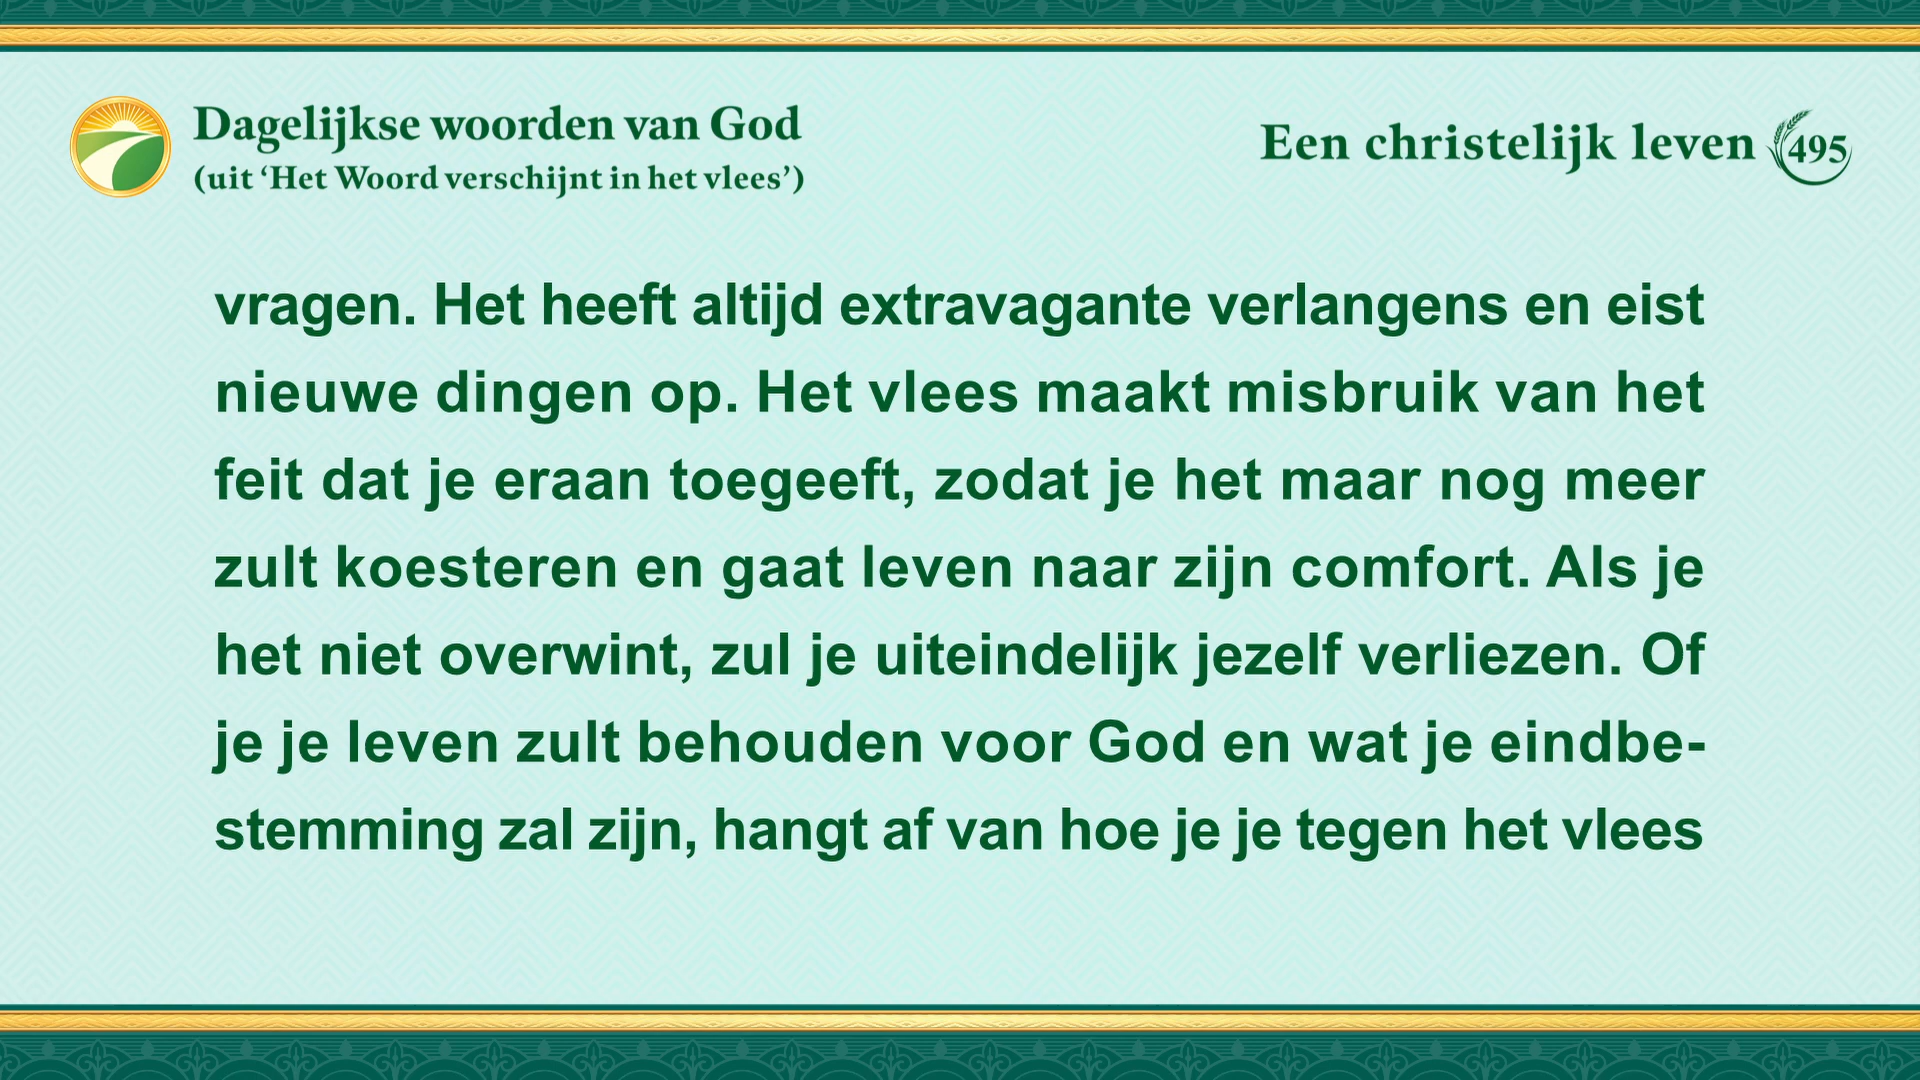 Dagelijkse woorden van God
(uit ‘Het Woord verschijnt in het vlees’)
Een christelijk leven 495
vragen. Het heeft altijd extravagante verlangens en eist
nieuwe dingen op. Het vlees maakt misbruik van het
feit dat je eraan toegeeft, zodat je het maar nog meer
zult koesteren en gaat leven naar zijn comfort. Als je
het niet overwint, zul je uiteindelijk jezelf verliezen. Of
je je leven zult behouden voor God en wat je eindbe-
stemming zal zijn, hangt af van hoe je je tegen het vlees